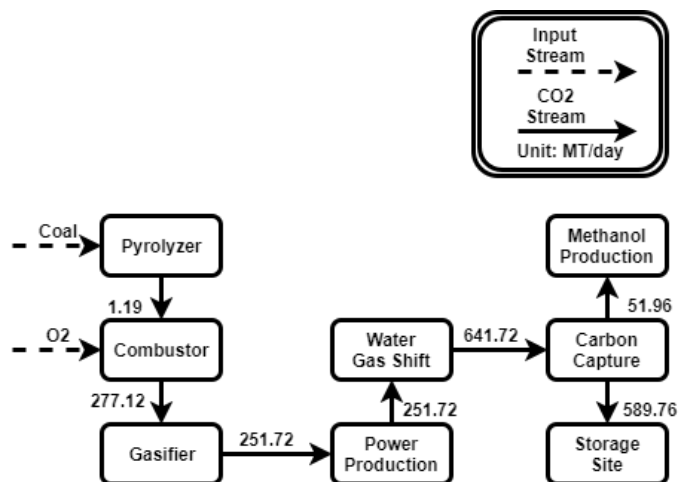 Input
Stream
CO2
Stream
Unit: MT/day
Coal
Pyrolyzer
Methanol
Production
1.19
51.96
O2
Combustor
Water
Gas Shift
641.72
Carbon
Capture
277.12
251.72
589.76
Gasifier
251.72
Power
Production
Storage
Site